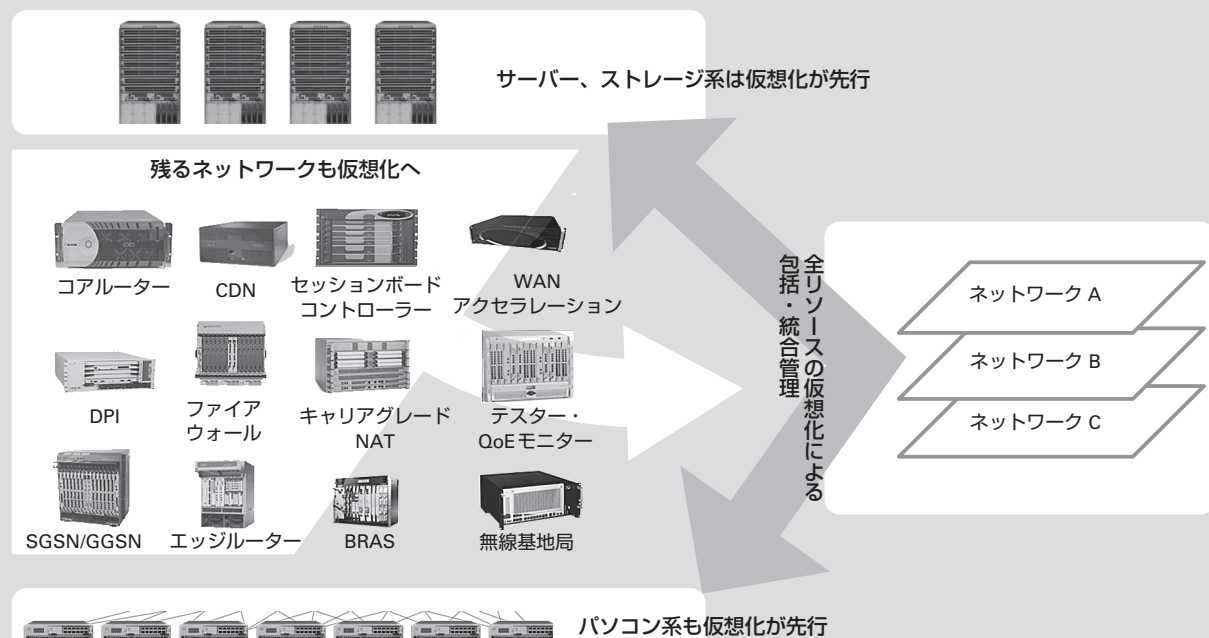 サーバー、ストレージ系は仮想化が先行
残るネットワークも仮想化へ
コアルーター
CDN
セッションボード
コントローラー
WAN
アクセラレーション
DPI
ファイア
ウォール
キャリアグレード
NAT
テスター・
QoEモニター
SGSN/GGSN
エッジルーター
BRAS
無線基地局
全リソースの仮想化による
包括・統合管理
ネットワーク A
ネットワーク B
ネットワーク C
パソコン系も仮想化が先行